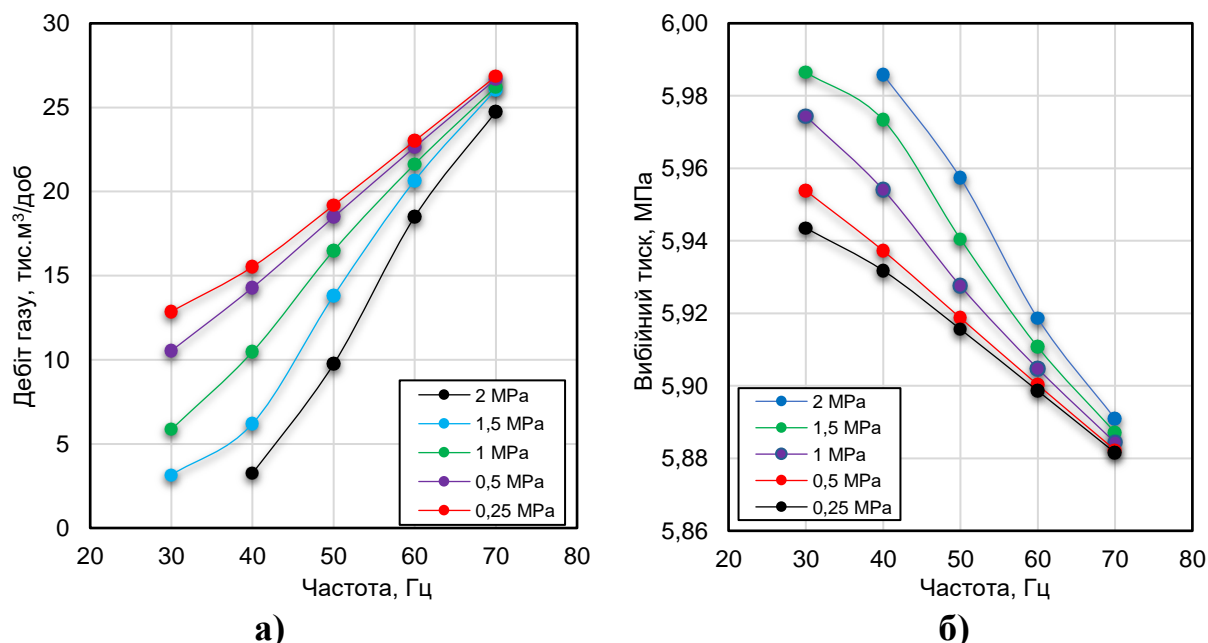 Дебіт газу, тис.м³/доб
30
25
20
15
10
5
0
2 MPa
1,5 MPa
1 MPa
0,5 MPa
0,25 MPa
20 30 40 50 60 70 80
Частота, Гц
а)
Вибійний тиск, МПа
6,00
5,98
5,96
5,94
5,92
5,90
5,88
5,86
2 MPa
1,5 MPa
1 MPa
0,5 MPa
0,25 MPa
20 30 40 50 60 70 80
Частота, Гц
б)